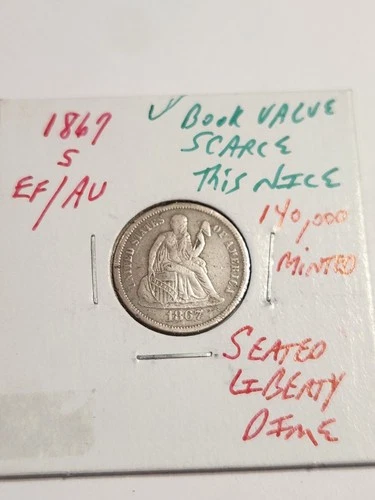 1867
S
EF/AU
✓ BOOK VALUE
SCARCE
THIS NICE
140,000
MINTED
UNITED STATES OF AMERICA
1867
SEATED
LIBERTY
DIME